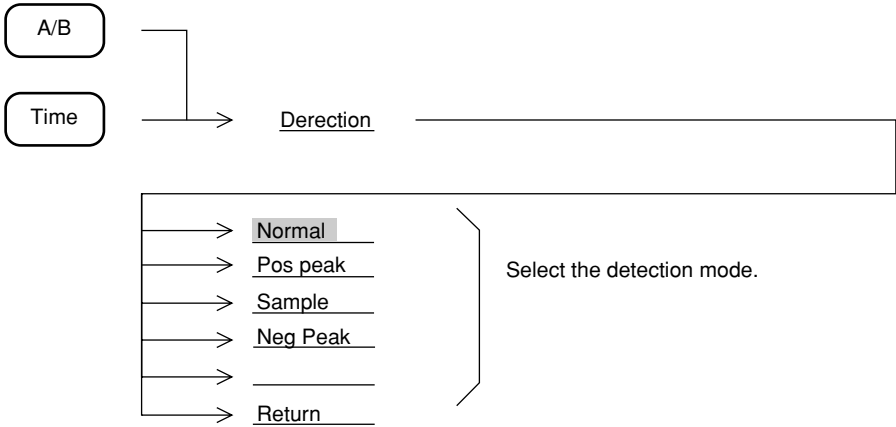 A/B
Time
Derection
Normal
Pos peak
Select the detection mode.
Sample
Neg Peak
Return